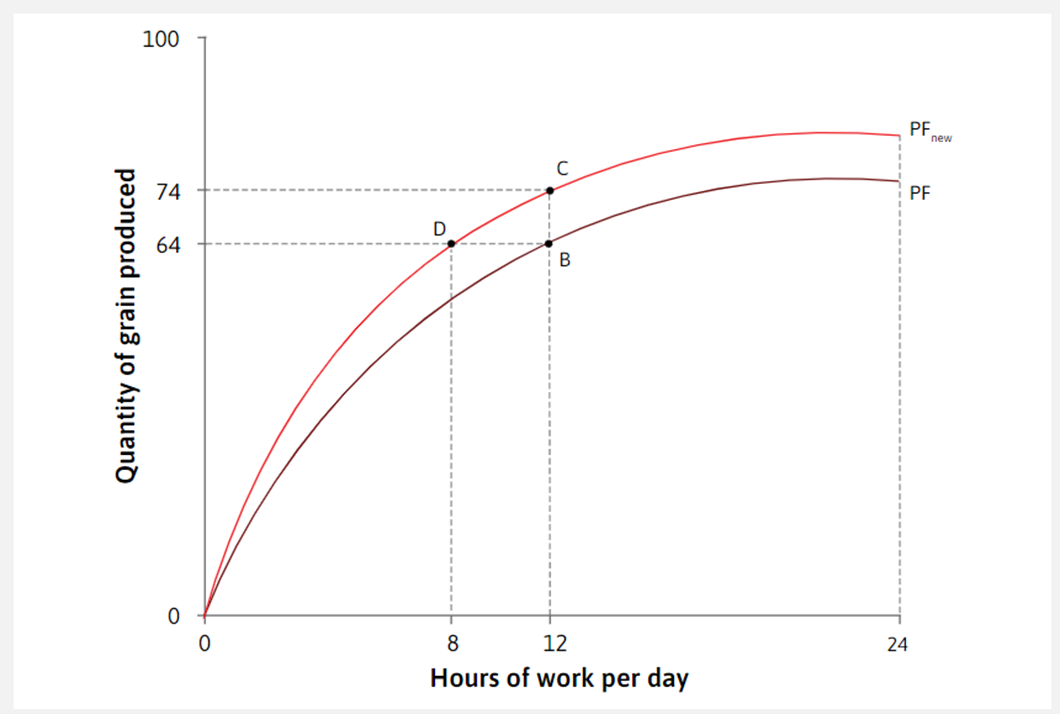 100
PFnew
C
74
PF
D
64
B
Quantity of grain produced
0
0
8
12
24
Hours of work per day